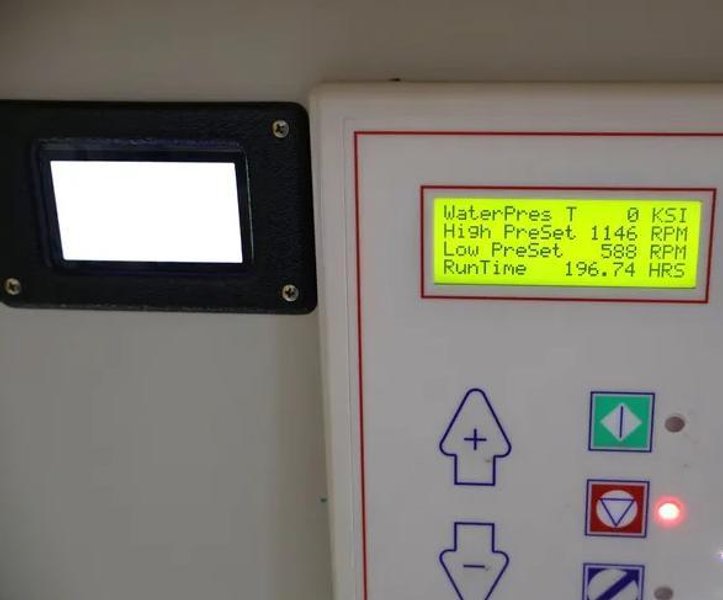 WaterPres T 0 KSI
High PreSet 1146 RPM
Low PreSet 588 RPM
RunTime 196.74 HRS
+
-